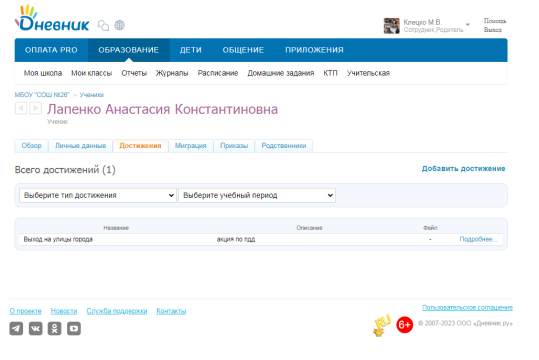 Дневник
Клецко М.В.
Сотрудник, Родитель
Помощь
Выход
ОПЛАТА PRO ОБРАЗОВАНИЕ ДЕТИ ОБЩЕНИЕ ПРИЛОЖЕНИЯ
Моя школа Мои классы Отчеты Журналы Расписание Домашние задания КТП Учительская
МБОУ "СОШ №26" > Ученики
Лапенко Анастасия Константиновна
Ученик
Обзор Личные данные Достижения Миграция Приказы Родственники
Всего достижений (1) Добавить достижение
Выберите тип достижения Выберите учебный период
Название Описание Файл
Выход на улицы города акция по пдд - Подробнее...
О проекте Новости Служба поддержки Контакты Пользовательское соглашение
6+ © 2007-2023 ООО «Дневник.ру»